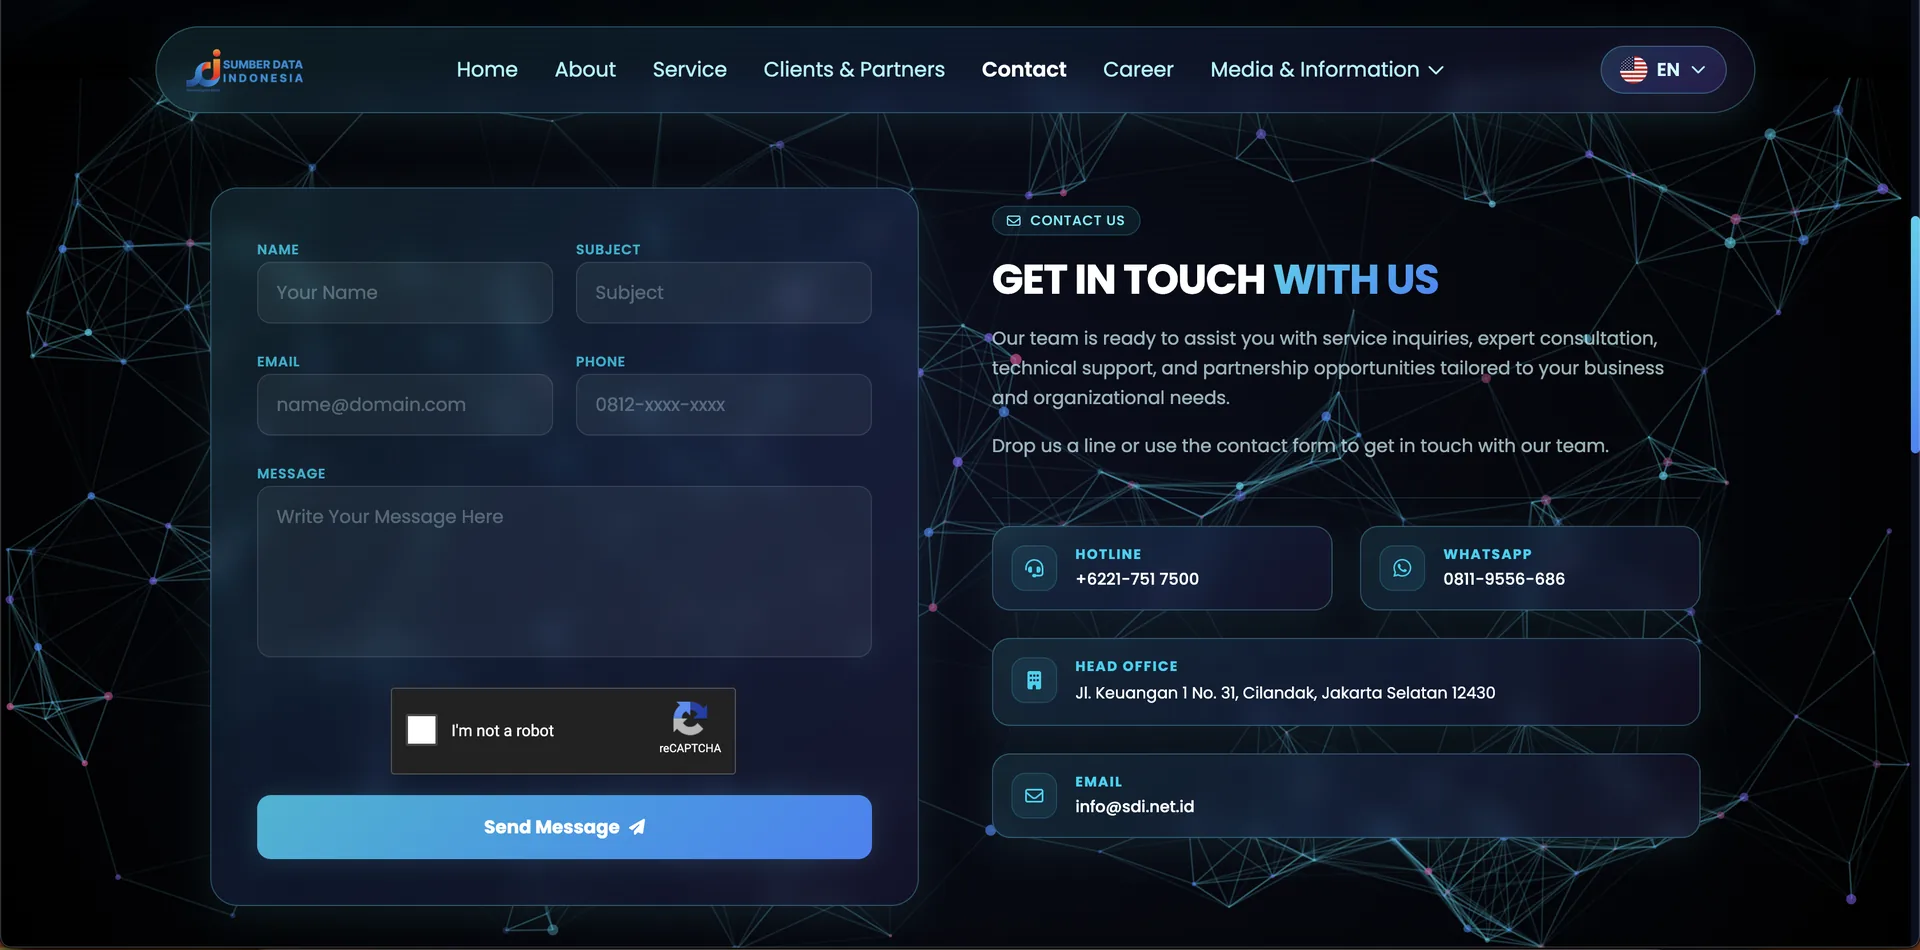 SUMBER DATA
INDONESIA
Home
About
Service
Clients & Partners
Contact
Career
Media & Information
EN
NAME
Your Name
SUBJECT
Subject
EMAIL
name@domain.com
PHONE
0812-xxxx-xxxx
MESSAGE
Write Your Message Here
I'm not a robot
reCAPTCHA
Send Message
CONTACT US
GET IN TOUCH WITH US
Our team is ready to assist you with service inquiries, expert consultation,
technical support, and partnership opportunities tailored to your business
and organizational needs.
Drop us a line or use the contact form to get in touch with our team.
HOTLINE
+6221-751 7500
WHATSAPP
0811-9556-686
HEAD OFFICE
Jl. Keuangan 1 No. 31, Cilandak, Jakarta Selatan 12430
EMAIL
info@sdi.net.id